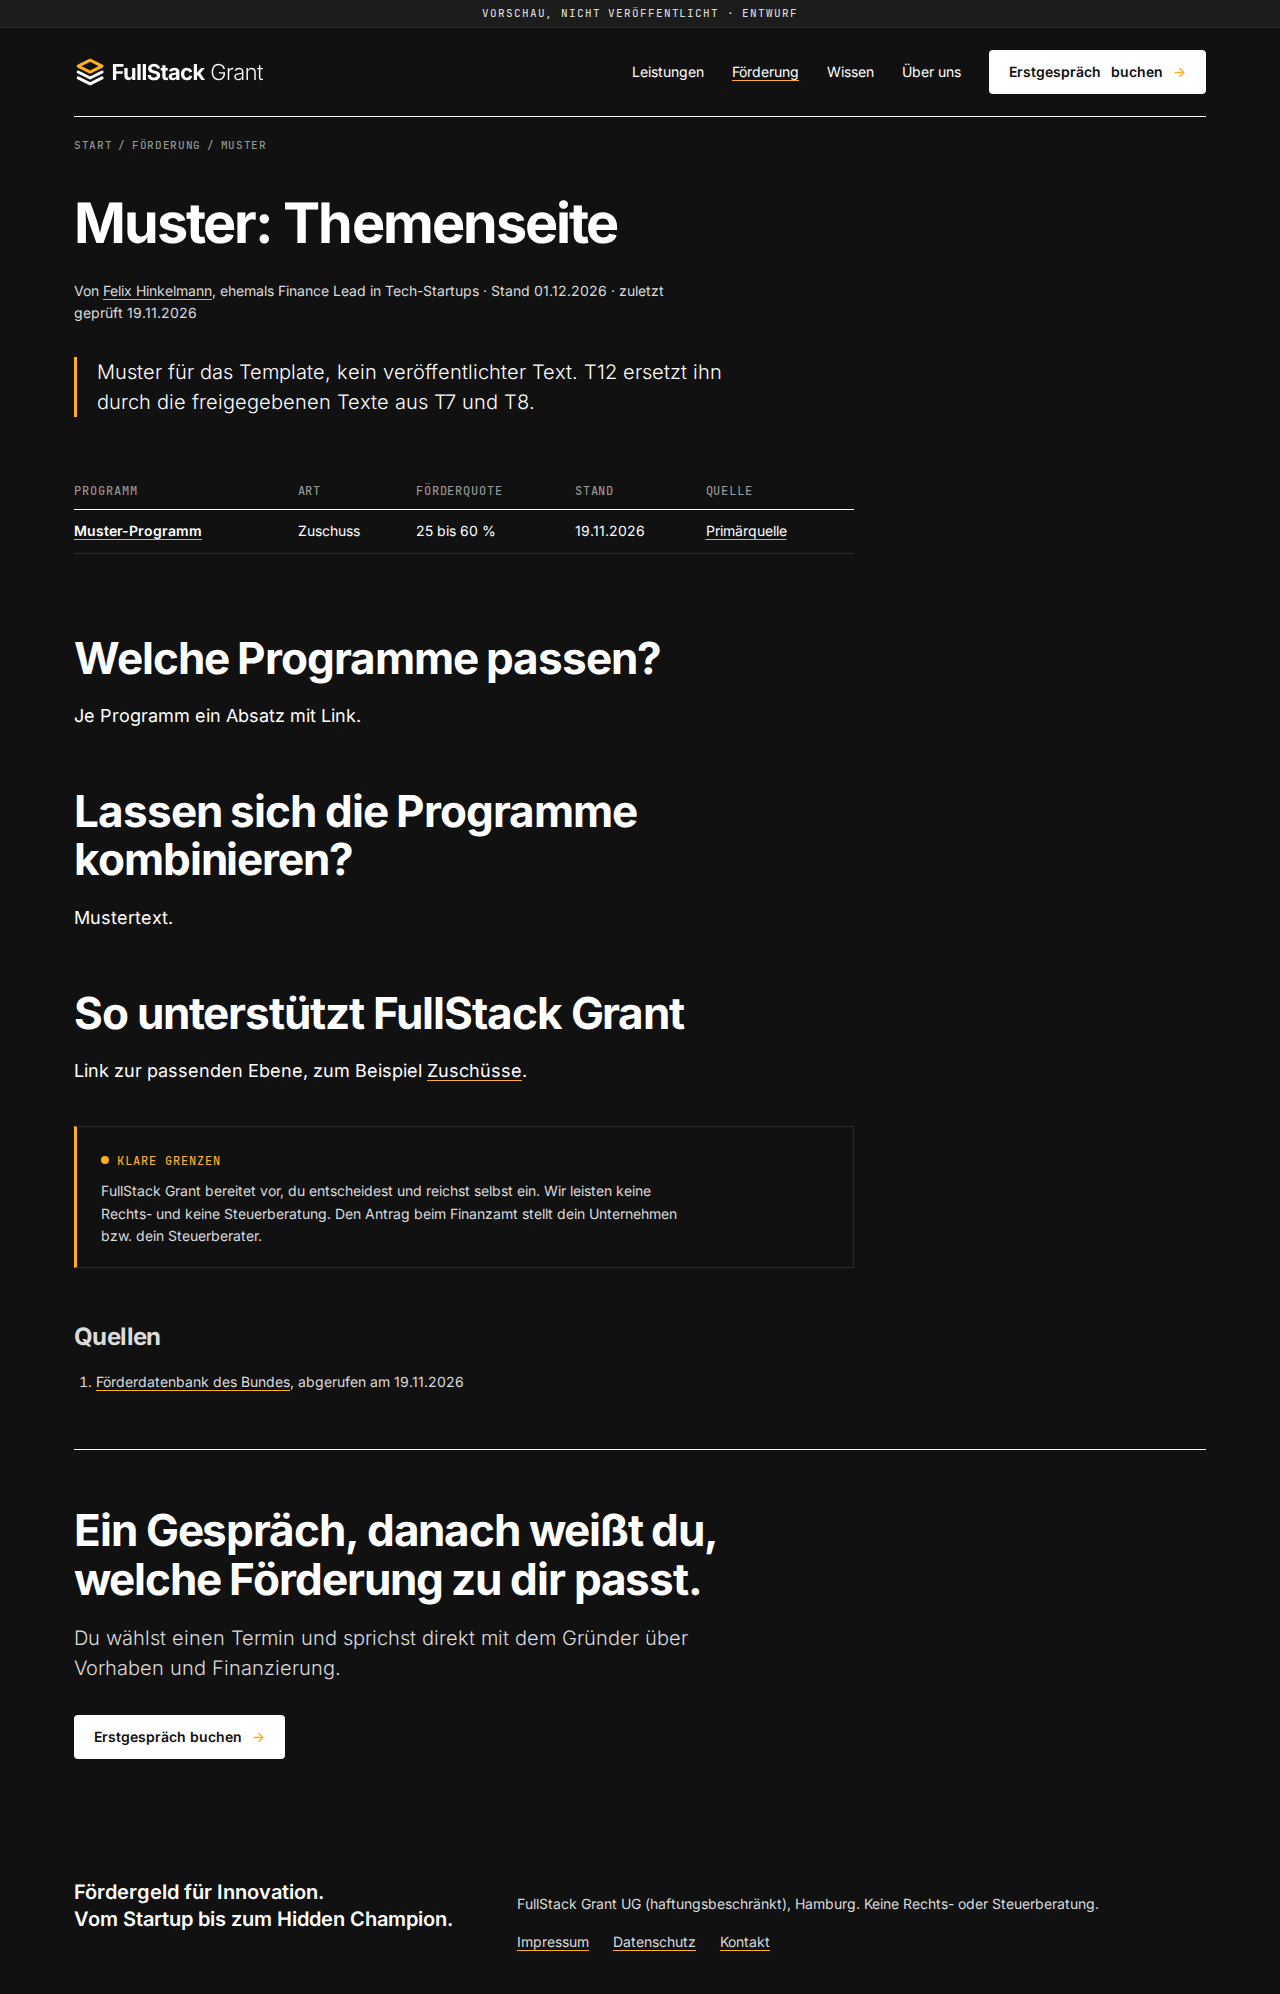 VORSCHAU, NICHT VERÖFFENTLICHT · ENTWURF
FullStack Grant
Leistungen Förderung Wissen Über uns Erstgespräch buchen →
START / FÖRDERUNG / MUSTER
Muster: Themenseite
Von Felix Hinkelmann, ehemals Finance Lead in Tech-Startups · Stand 01.12.2026 · zuletzt
geprüft 19.11.2026
Muster für das Template, kein veröffentlichter Text. T12 ersetzt ihn
durch die freigegebenen Texte aus T7 und T8.
PROGRAMM ART FÖRDERQUOTE STAND QUELLE
Muster-Programm Zuschuss 25 bis 60 % 19.11.2026 Primärquelle
Welche Programme passen?
Je Programm ein Absatz mit Link.
Lassen sich die Programme
kombinieren?
Mustertext.
So unterstützt FullStack Grant
Link zur passenden Ebene, zum Beispiel Zuschüsse.
KLARE GRENZEN
FullStack Grant bereitet vor, du entscheidest und reichst selbst ein. Wir leisten keine
Rechts- und keine Steuerberatung. Den Antrag beim Finanzamt stellt dein Unternehmen
bzw. dein Steuerberater.
Quellen
1. Förderdatenbank des Bundes, abgerufen am 19.11.2026
Ein Gespräch, danach weißt du,
welche Förderung zu dir passt.
Du wählst einen Termin und sprichst direkt mit dem Gründer über
Vorhaben und Finanzierung.
Erstgespräch buchen →
Fördergeld für Innovation.
Vom Startup bis zum Hidden Champion.
FullStack Grant UG (haftungsbeschränkt), Hamburg. Keine Rechts- oder Steuerberatung.
Impressum Datenschutz Kontakt